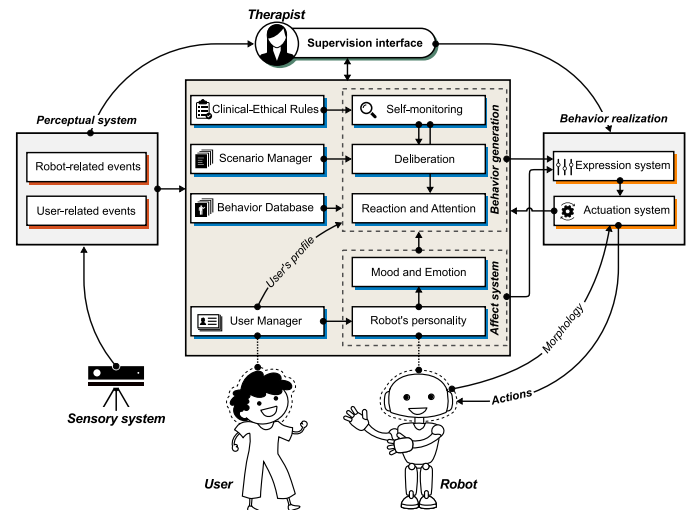 Therapist
Supervision interface
Perceptual system
Robot-related events
User-related events
Clinical-Ethical Rules
Scenario Manager
Behavior Database
User's profile
User Manager
Self-monitoring
Deliberation
Reaction and Attention
Behavior generation
Mood and Emotion
Robot's personality
Affect system
Behavior realization
Expression system
Actuation system
Morphology
Actions
Sensory system
User
Robot